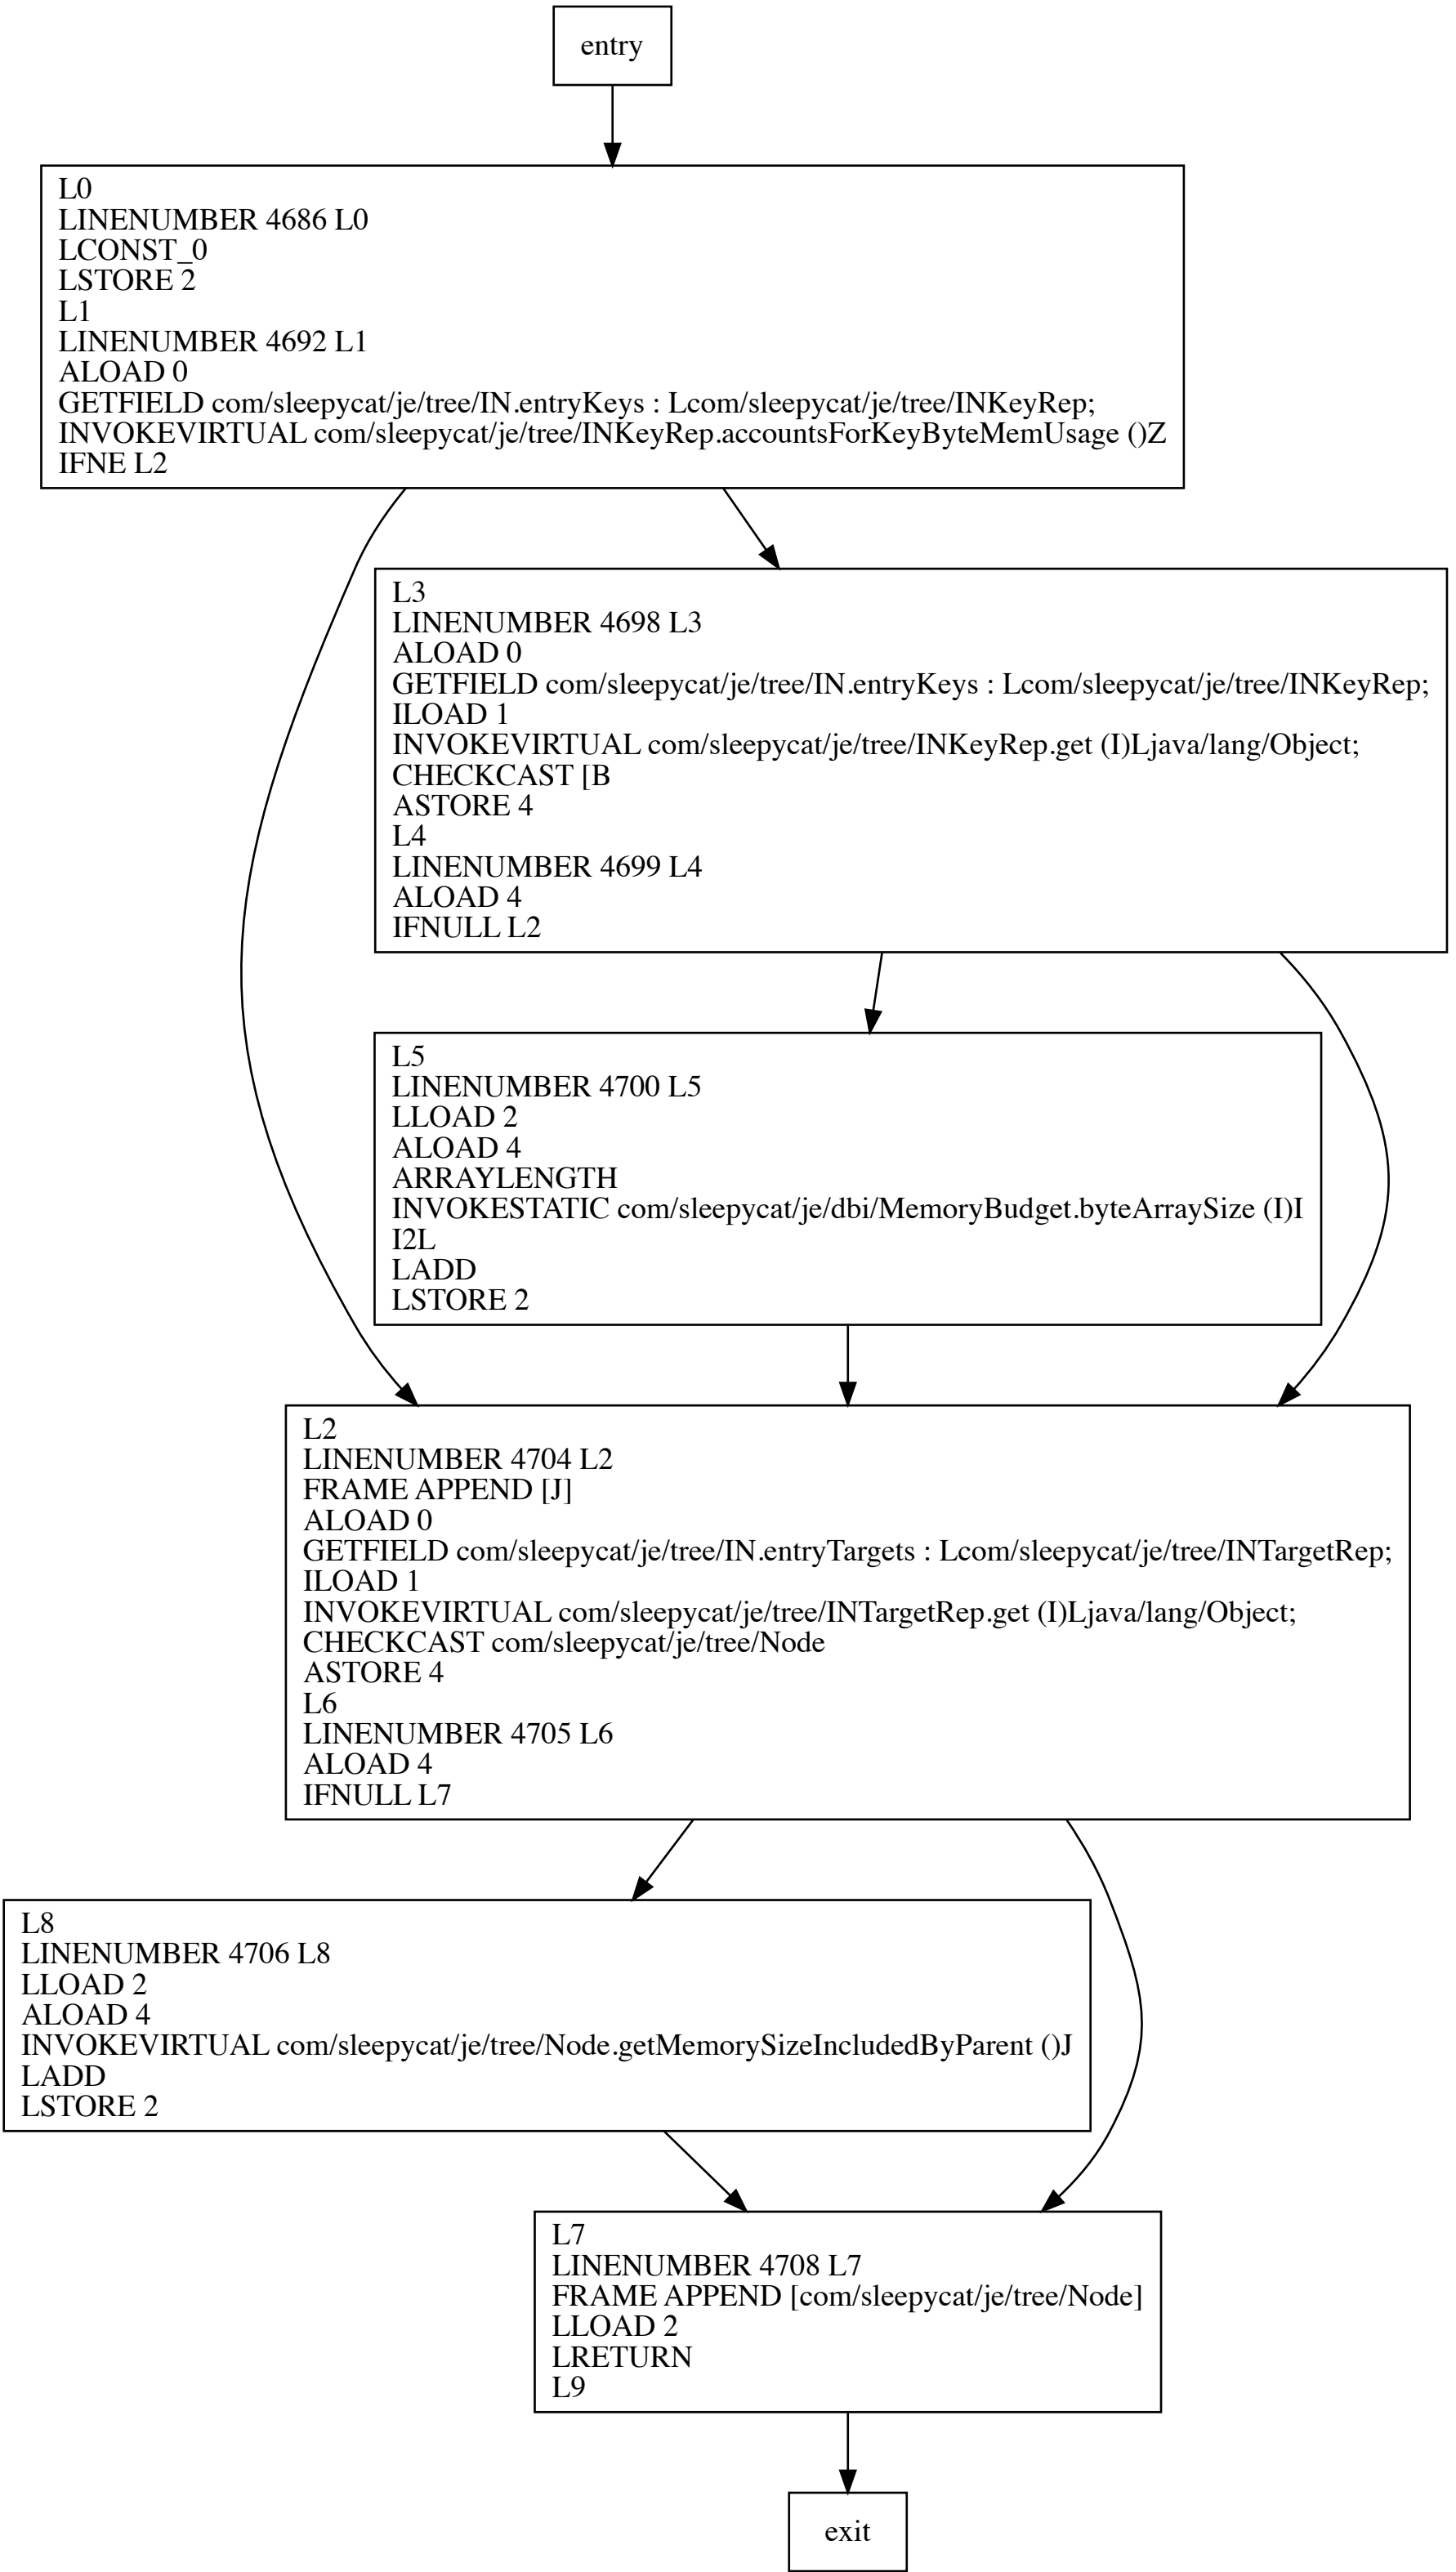 entry
L0
LINENUMBER 4686 L0
LCONST_0
LSTORE 2
L1
LINENUMBER 4692 L1
ALOAD 0
GETFIELD com/sleepycat/je/tree/IN.entryKeys : Lcom/sleepycat/je/tree/INKeyRep;
INVOKEVIRTUAL com/sleepycat/je/tree/INKeyRep.accountsForKeyByteMemUsage ()Z
IFNE L2
L3
LINENUMBER 4698 L3
ALOAD 0
GETFIELD com/sleepycat/je/tree/IN.entryKeys : Lcom/sleepycat/je/tree/INKeyRep;
ILOAD 1
INVOKEVIRTUAL com/sleepycat/je/tree/INKeyRep.get (I)Ljava/lang/Object;
CHECKCAST [B
ASTORE 4
L4
LINENUMBER 4699 L4
ALOAD 4
IFNULL L2
L5
LINENUMBER 4700 L5
LLOAD 2
ALOAD 4
ARRAYLENGTH
INVOKESTATIC com/sleepycat/je/dbi/MemoryBudget.byteArraySize (I)I
I2L
LADD
LSTORE 2
L2
LINENUMBER 4704 L2
FRAME APPEND [J]
ALOAD 0
GETFIELD com/sleepycat/je/tree/IN.entryTargets : Lcom/sleepycat/je/tree/INTargetRep;
ILOAD 1
INVOKEVIRTUAL com/sleepycat/je/tree/INTargetRep.get (I)Ljava/lang/Object;
CHECKCAST com/sleepycat/je/tree/Node
ASTORE 4
L6
LINENUMBER 4705 L6
ALOAD 4
IFNULL L7
L8
LINENUMBER 4706 L8
LLOAD 2
ALOAD 4
INVOKEVIRTUAL com/sleepycat/je/tree/Node.getMemorySizeIncludedByParent ()J
LADD
LSTORE 2
L7
LINENUMBER 4708 L7
FRAME APPEND [com/sleepycat/je/tree/Node]
LLOAD 2
LRETURN
L9
exit